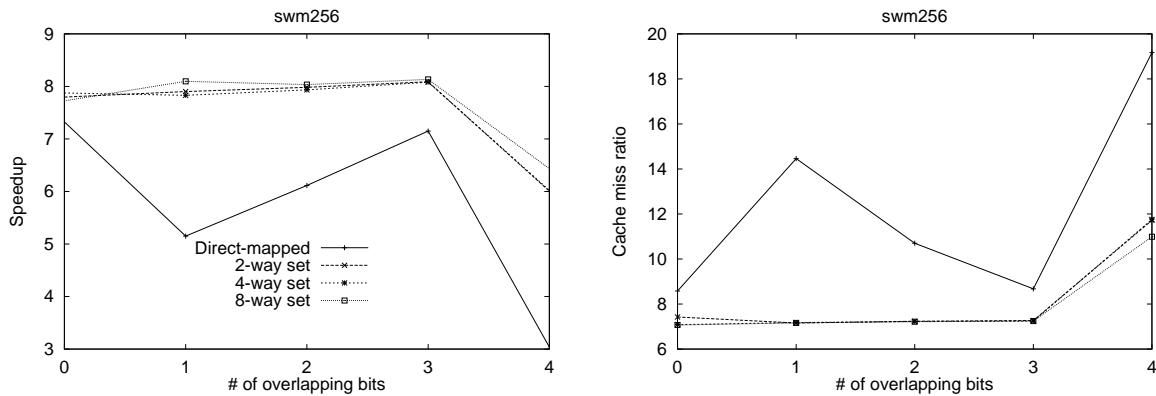 swm256
9
8
7
6
5
4
3
Speedup
Direct-mapped
2-way set
4-way set
8-way set
0 1 2 3 4
# of overlapping bits
swm256
20
18
16
14
12
10
8
6
Cache miss ratio
0 1 2 3 4
# of overlapping bits